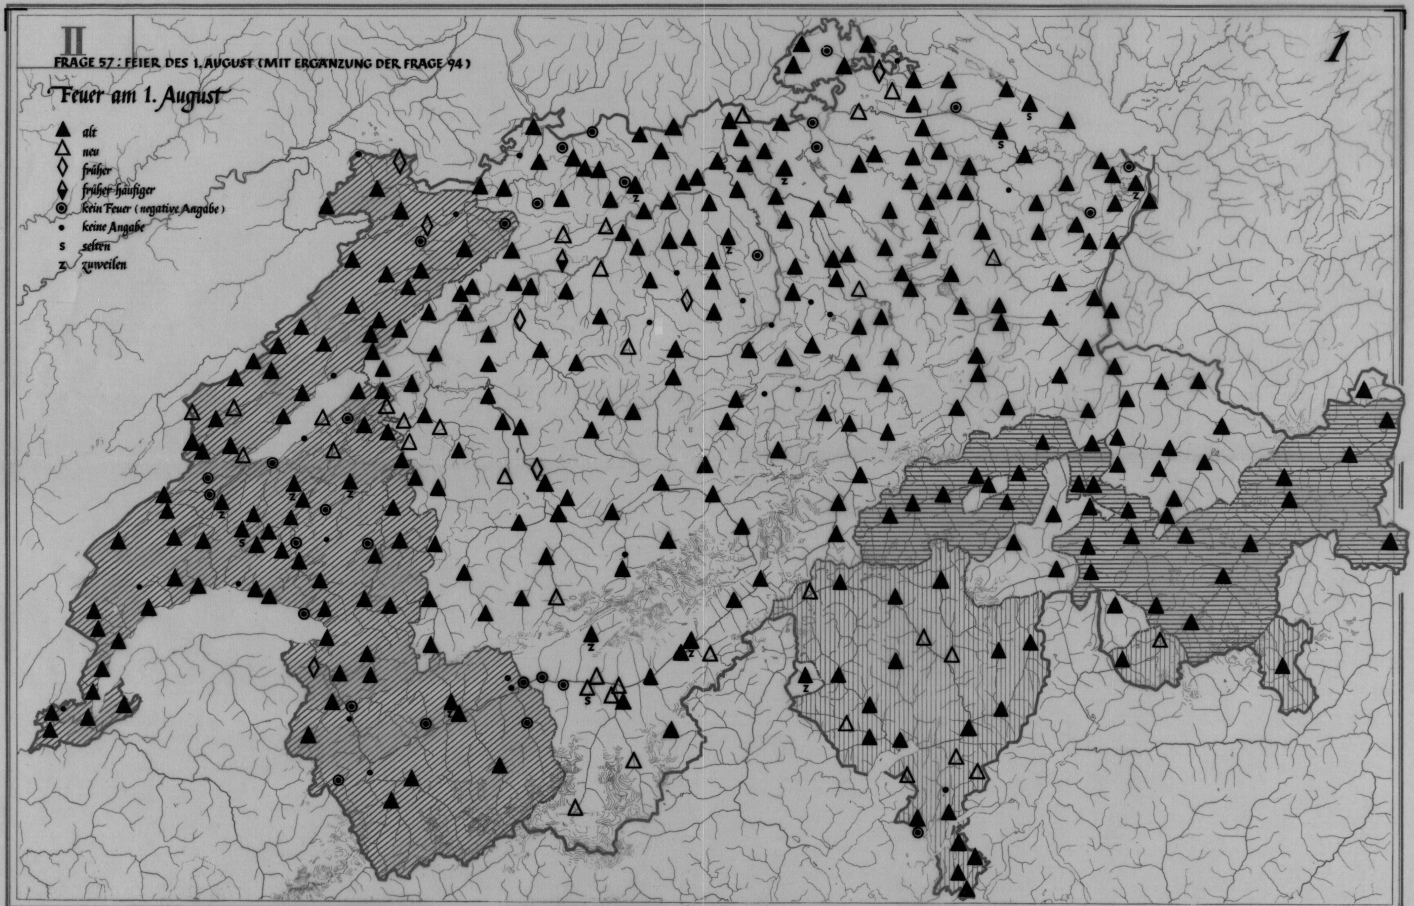 II
1
FRAGE 57: FEIER DES 1. AUGUST (MIT ERGÄNZUNG DER FRAGE 94)
Feuer am 1. August
alt
neu
früher
früher häufiger
kein Feuer (negative Angabe)
keine Angabe
s selten
z zuweilen
s
s
z
z
z
z
z
z
z
s
z
z
s
z
z